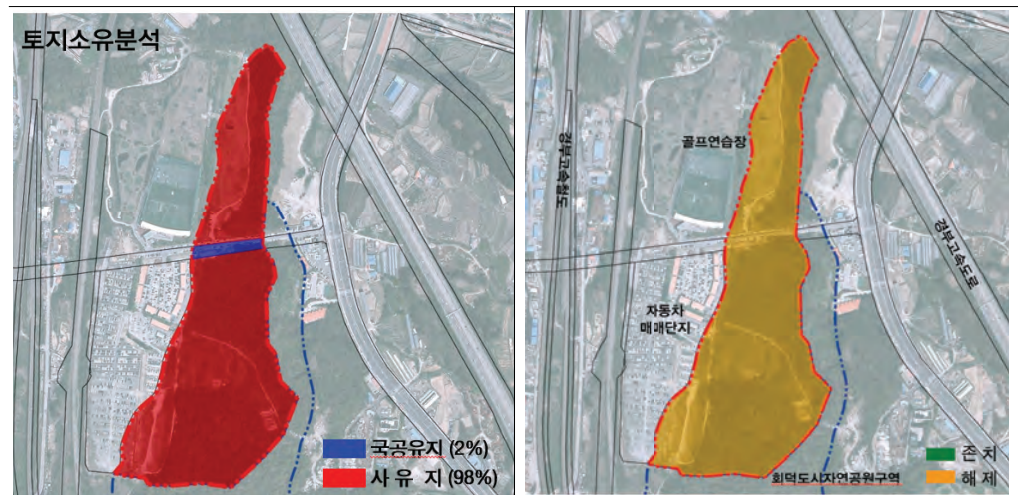 토지소유분석
국공유지 (2%)
사 유 지 (98%)
골프연습장
경부고속철도
경부고속도로
자동차
매매단지
회덕도시자연공원구역
존 치
해 제